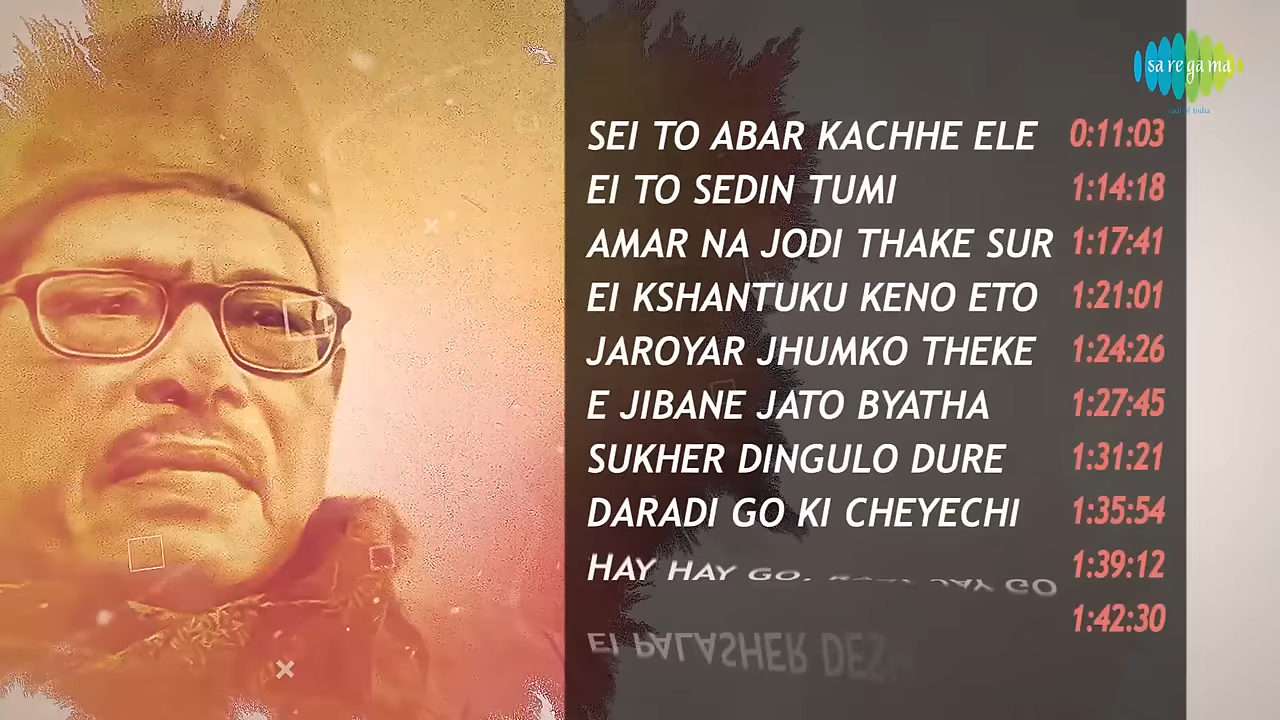 sa re ga ma
SEI TO ABAR KACHHE ELE 0:11:03
EI TO SEDIN TUMI 1:14:18
AMAR NA JODI THAKE SUR 1:17:41
EI KSHANTUKU KENO ETO 1:21:01
JAROYAR JHUMKO THEKE 1:24:26
E JIBANE JATO BYATHA 1:27:45
SUKHER DINGULO DURE 1:31:21
DARADI GO KI CHEYECHI 1:35:54
HAY HAY GO, JAY GO 1:39:12
EI PALASHER 1:42:30